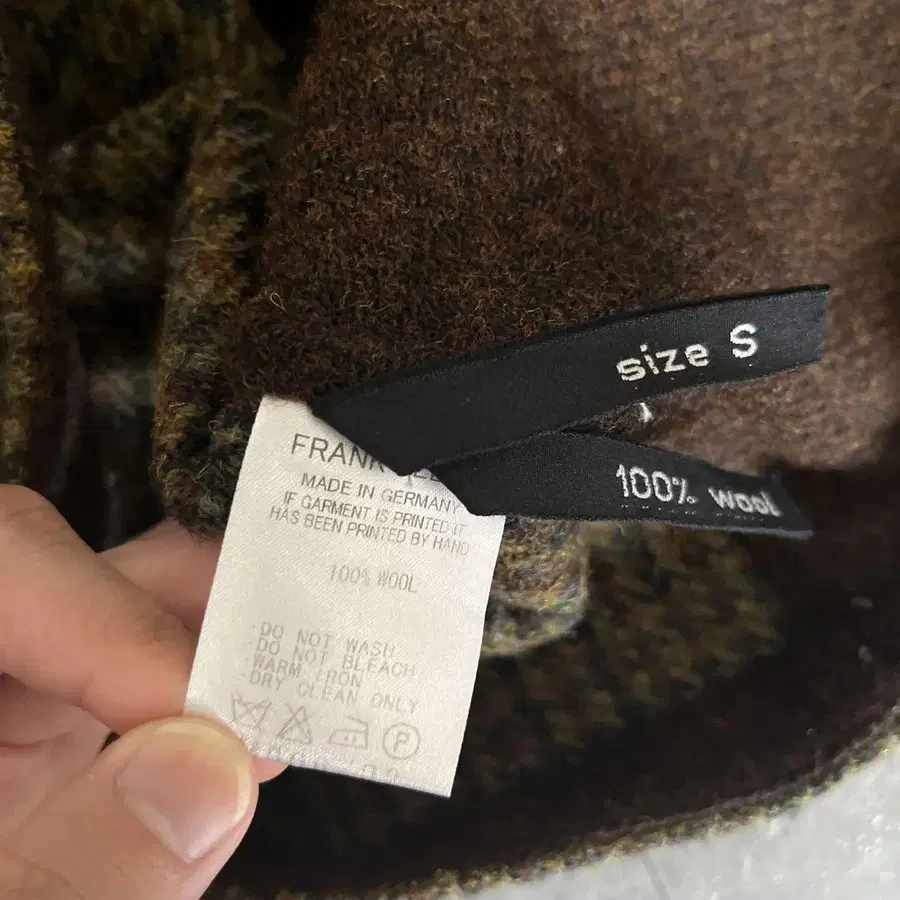 size S
100% wool
FRANK
MADE IN GERMANY
IF GARMENT IS PRINTED IT
HAS BEEN PRINTED BY HAND
100% WOOL
·DO NOT WASH
·DO NOT BLEACH
·WARM IRON
·DRY CLEAN ONLY
P